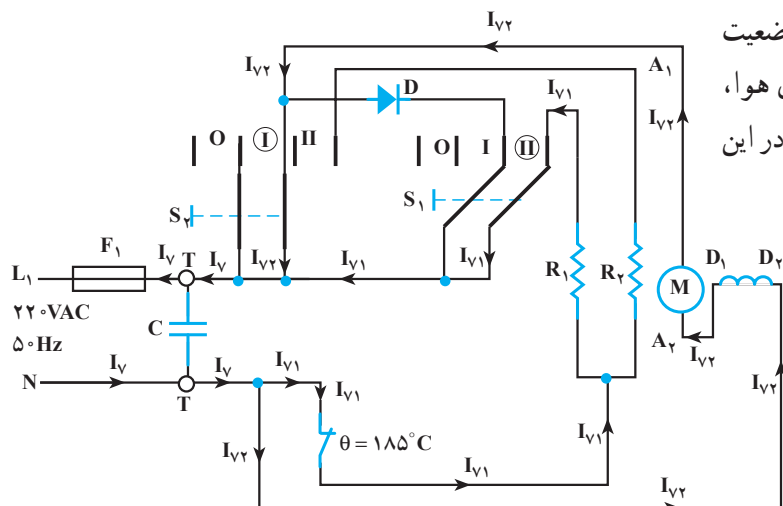 I۷۲
ضعیت
I۷۲ A۱ I۷۱ ن هوا،
D I۷۲ در این
O Ⓘ II O I Ⓘⓘ
S۱
S۲
F۱ T I۷ I۷ I۷۲ I۷۱ I۷۱ R۱ R۲ D۱ D۲
L۱ M
۲۲۰VAC
C A۲ I۷۲ I۷۲
۵۰Hz
I۷ I۷ I۷۱
N T I۷۱
I۷۲ θ = ۱۸۵°C I۷۱
I۷۱ I۷۲